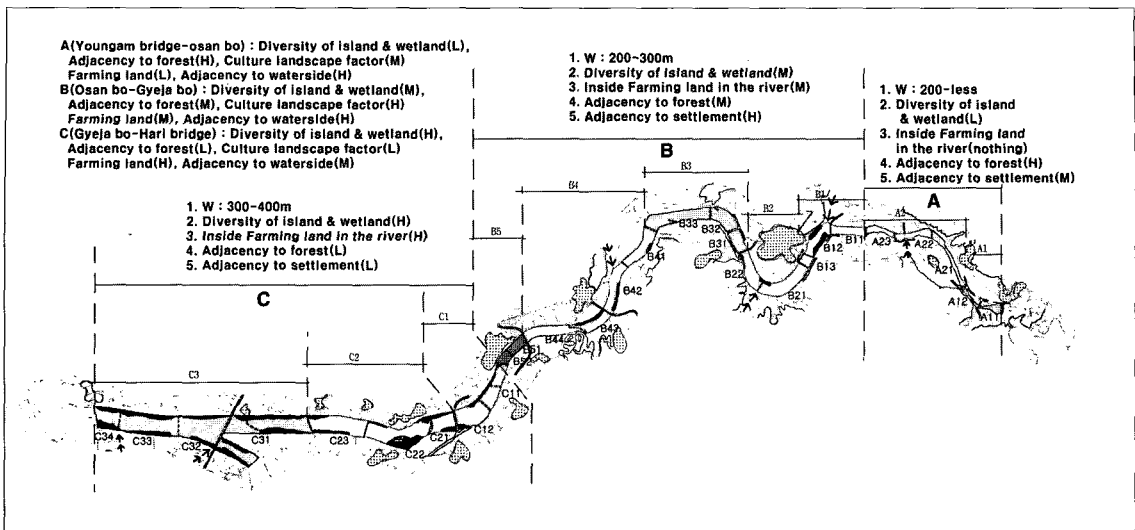 A(Youngam bridge-osan bo) : Diversity of island & wetland(L),
Adjacency to forest(H), Culture landscape factor(M)
Farming land(L), Adjacency to waterside(H)
B(Osan bo-Gyeja bo) : Diversity of island & wetland(M),
Adjacency to forest(M), Culture landscape factor(H)
Farming land(M), Adjacency to waterside(H)
C(Gyeja bo-Harl bridge) : Diversity of island & wetland(H),
Adjacency to forest(L), Culture landscape factor(L)
Farming land(H), Adjacency to waterside(M)
1. W : 200~300m
2. Diversity of island & wetland(M)
3. Inside Farming land in the river(M)
4. Adjacency to forest(M)
5. Adjacency to settlement(H)
1. W : 200-less
2. Diversity of island
& wetland(L)
3. Inside Farming land
in the river(nothing)
4. Adjacency to forest(H)
5. Adjacency to settlement(M)
1. W : 300-400m
2. Diversity of island & wetland(H)
3. Inside Farming land in the river(H)
4. Adjacency to forest(L)
5. Adjacency to settlement(L)
B
B3
B4
B2
B1
A
A1
B5
C
C1
C2
C3
B33
B32
B31
B22
B21
B13
B12
B11
A23
A22
A21
A12
A11
B41
B42
B43
B44
B51
B52
C11
C12
C21
C22
C23
C31
C32
C33
C34